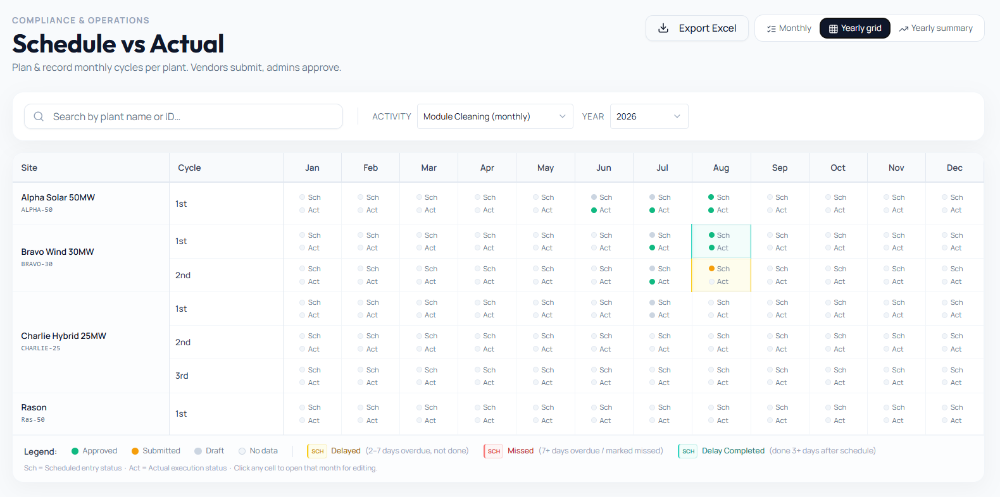 COMPLIANCE & OPERATIONS
Schedule vs Actual
Plan & record monthly cycles per plant. Vendors submit, admins approve.
Export Excel
Monthly
Yearly grid
Yearly summary
Search by plant name or ID...
ACTIVITY
Module Cleaning (monthly)
YEAR
2026
Site Cycle Jan Feb Mar Apr May Jun Jul Aug Sep Oct Nov Dec
Alpha Solar 50MW
ALPHA-50
1st
Sch Sch Sch Sch Sch Sch Sch Sch Sch Sch Sch Sch
Act Act Act Act Act Act Act Act Act Act Act Act
Bravo Wind 30MW
BRAVO-30
1st
Sch Sch Sch Sch Sch Sch Sch Sch Sch Sch Sch Sch
Act Act Act Act Act Act Act Act Act Act Act Act
2nd
Sch Sch Sch Sch Sch Sch Sch Sch Sch Sch Sch Sch
Act Act Act Act Act Act Act Act Act Act Act Act
Charlie Hybrid 25MW
CHARLIE-25
1st
Sch Sch Sch Sch Sch Sch Sch Sch Sch Sch Sch Sch
Act Act Act Act Act Act Act Act Act Act Act Act
2nd
Sch Sch Sch Sch Sch Sch Sch Sch Sch Sch Sch Sch
Act Act Act Act Act Act Act Act Act Act Act Act
3rd
Sch Sch Sch Sch Sch Sch Sch Sch Sch Sch Sch Sch
Act Act Act Act Act Act Act Act Act Act Act Act
Rason
Ras-50
1st
Sch Sch Sch Sch Sch Sch Sch Sch Sch Sch Sch Sch
Act Act Act Act Act Act Act Act Act Act Act Act
Legend: Approved Submitted Draft No data SCH Delayed (2–7 days overdue, not done) SCH Missed (7+ days overdue / marked missed) SCH Delay Completed (done 3+ days after schedule)
Sch = Scheduled entry status · Act = Actual execution status · Click any cell to open that month for editing.